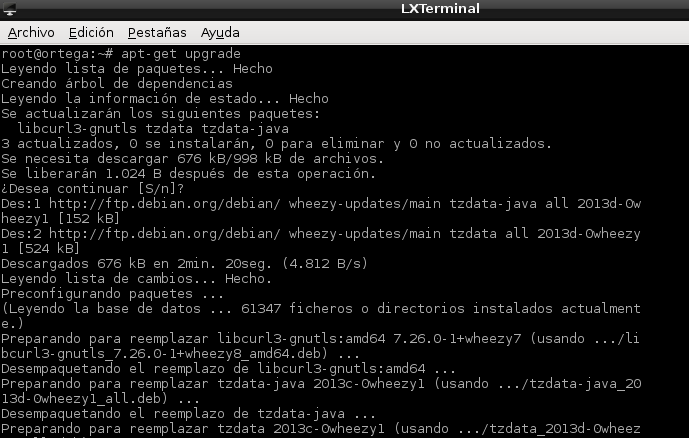 LXTerminal
Archivo Edición Pestañas Ayuda
root@ortega:~# apt-get upgrade
Leyendo lista de paquetes... Hecho
Creando árbol de dependencias
Leyendo la información de estado... Hecho
Se actualizarán los siguientes paquetes:
  libcurl3-gnutls tzdata tzdata-java
3 actualizados, 0 se instalarán, 0 para eliminar y 0 no actualizados.
Se necesita descargar 676 kB/998 kB de archivos.
Se liberarán 1.024 B después de esta operación.
¿Desea continuar [S/n]?
Des:1 http://ftp.debian.org/debian/ wheezy-updates/main tzdata-java all 2013d-0w
heezy1 [152 kB]
Des:2 http://ftp.debian.org/debian/ wheezy-updates/main tzdata all 2013d-0wheezy
1 [524 kB]
Descargados 676 kB en 2min. 20seg. (4.812 B/s)
Leyendo lista de cambios... Hecho.
Preconfigurando paquetes ...
(Leyendo la base de datos ... 61347 ficheros o directorios instalados actualment
e.)
Preparando para reemplazar libcurl3-gnutls:amd64 7.26.0-1+wheezy7 (usando .../li
bcurl3-gnutls_7.26.0-1+wheezy8_amd64.deb) ...
Desempaquetando el reemplazo de libcurl3-gnutls:amd64 ...
Preparando para reemplazar tzdata-java 2013c-0wheezy1 (usando .../tzdata-java_20
13d-0wheezy1_all.deb) ...
Desempaquetando el reemplazo de tzdata-java ...
Preparando para reemplazar tzdata 2013c-0wheezy1 (usando .../tzdata_2013d-0wheez